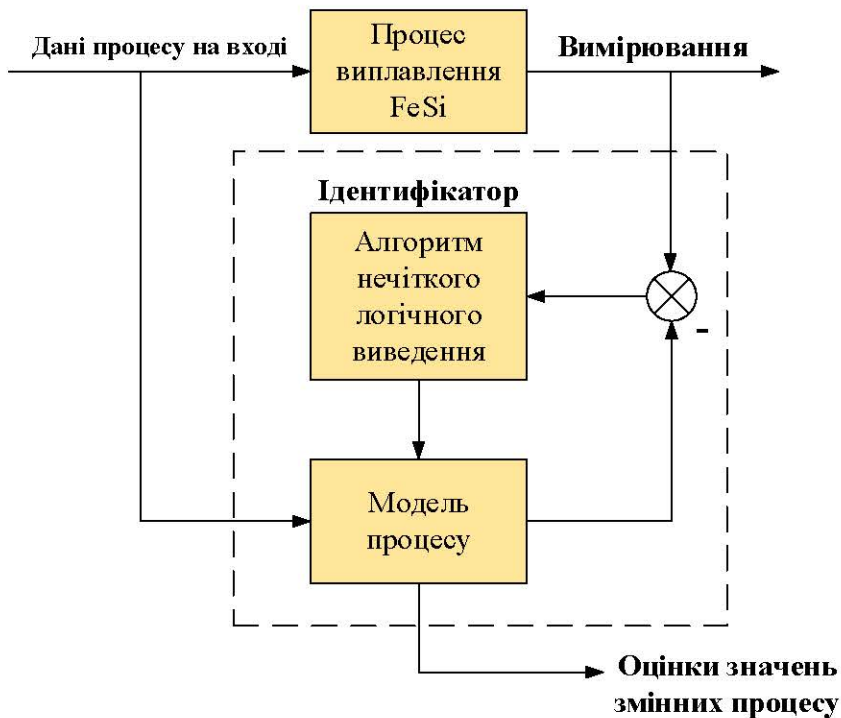 Дані процесу на вході
Процес
виплавлення
FeSi
Вимірювання
Ідентифікатор
Алгоритм
нечіткого
логічного
виведення
-
Модель
процесу
Оцінки значень
змінних процесу